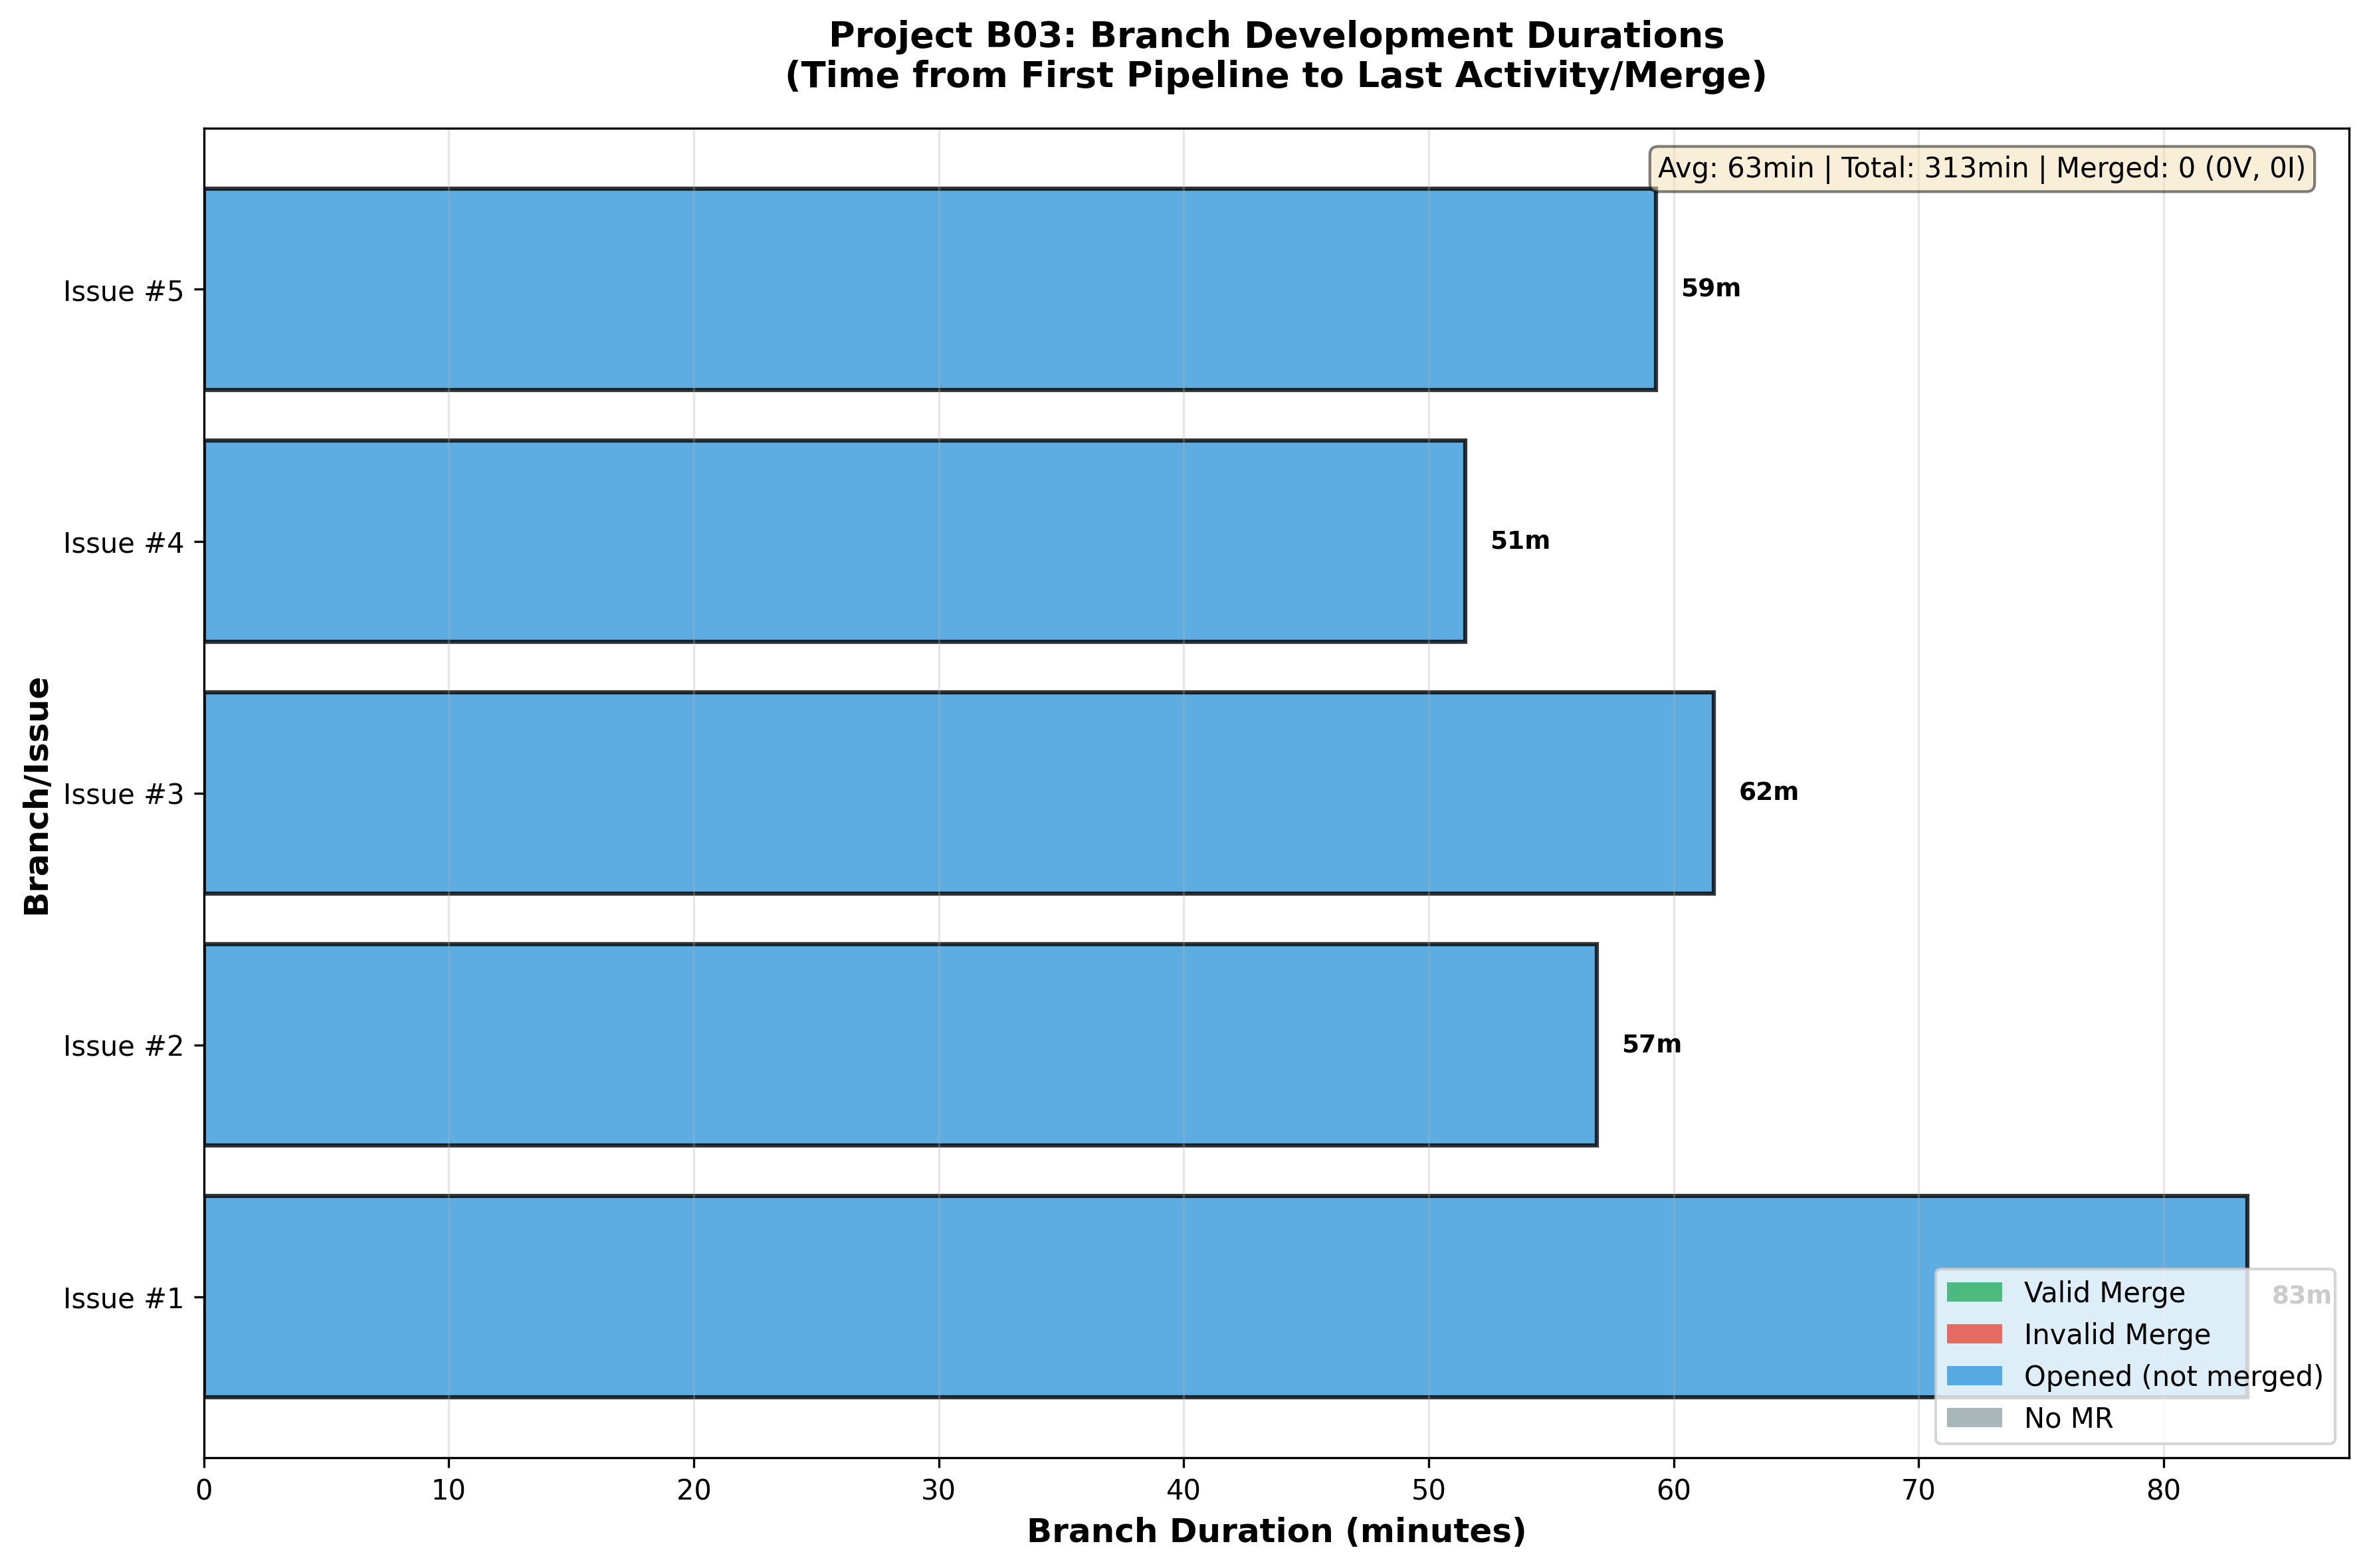 Project B03: Branch Development Durations
(Time from First Pipeline to Last Activity/Merge)
Avg: 63min | Total: 313min | Merged: 0 (0V, 0I)
Branch/Issue
Issue #5
59m
Issue #4
51m
Issue #3
62m
Issue #2
57m
Issue #1
83m
Valid Merge
Invalid Merge
Opened (not merged)
No MR
0 10 20 30 40 50 60 70 80
Branch Duration (minutes)